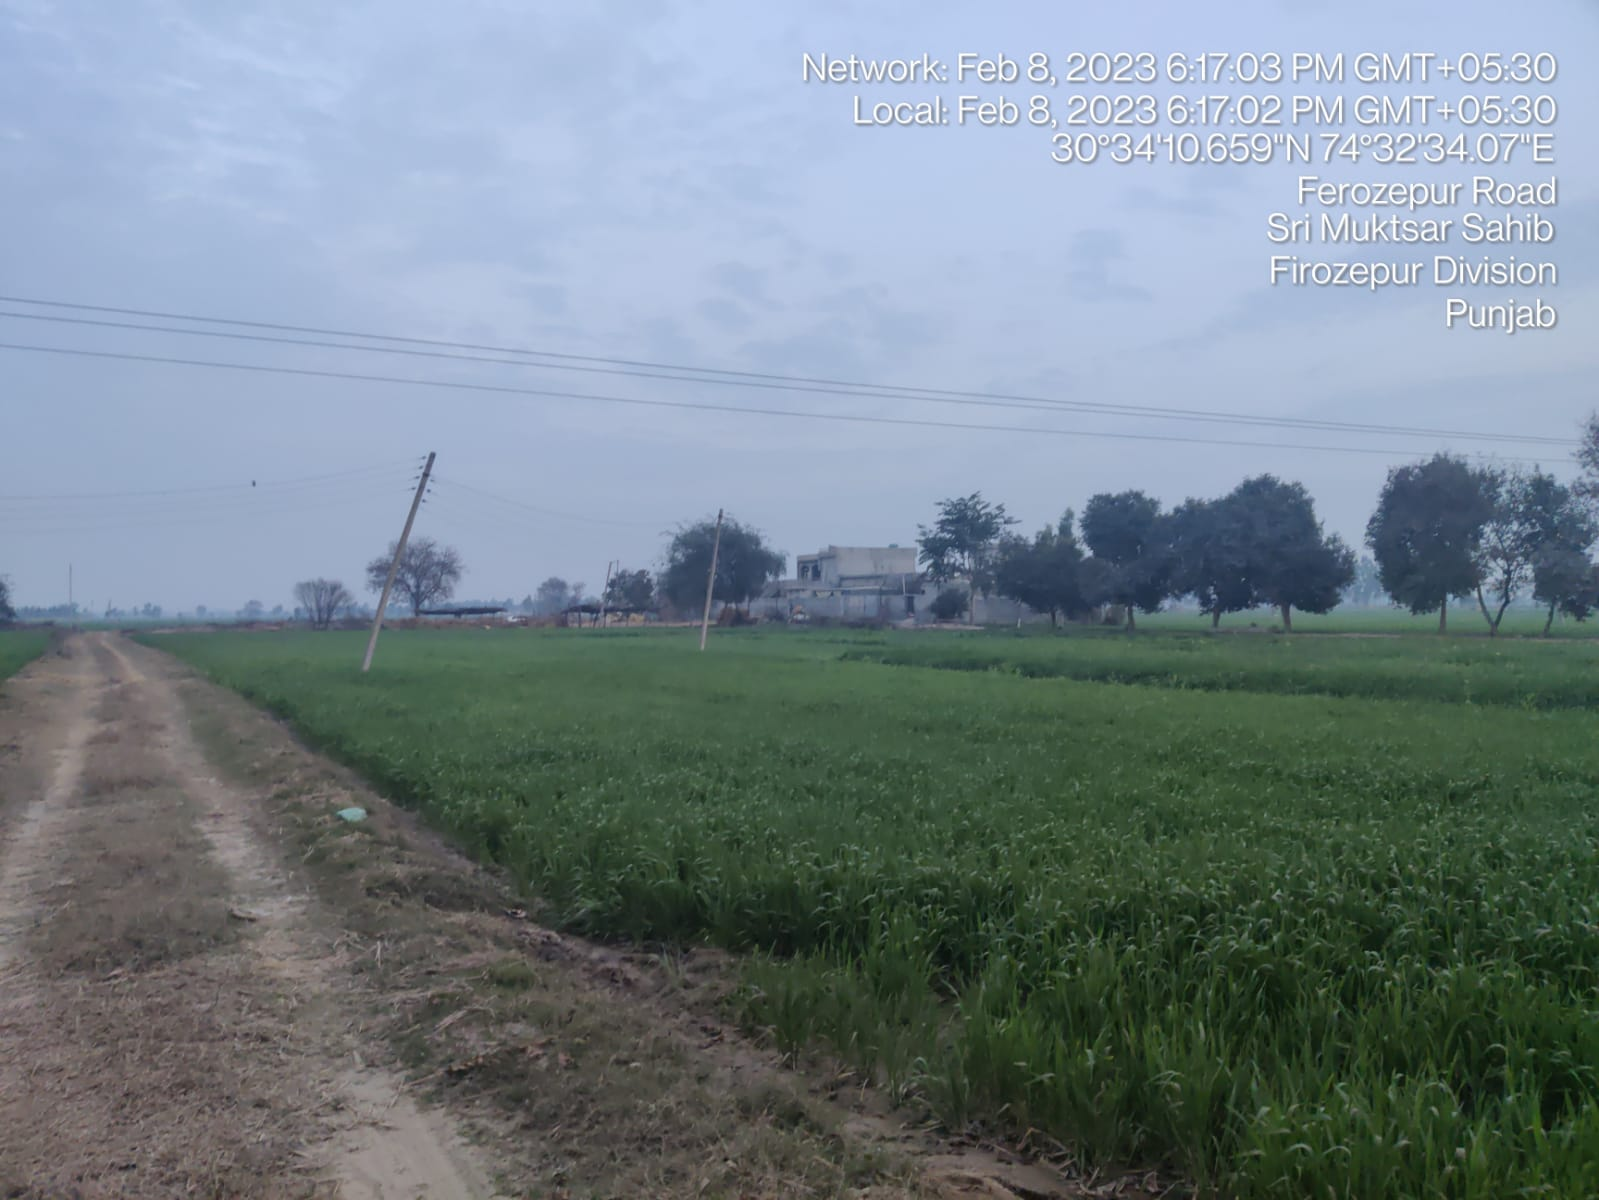 Network: Feb 8, 2023 6:17:03 PM GMT+05:30
Local: Feb 8, 2023 6:17:02 PM GMT+05:30
30°34'10.659"N 74°32'34.07"E
Ferozepur Road
Sri Muktsar Sahib
Firozepur Division
Punjab